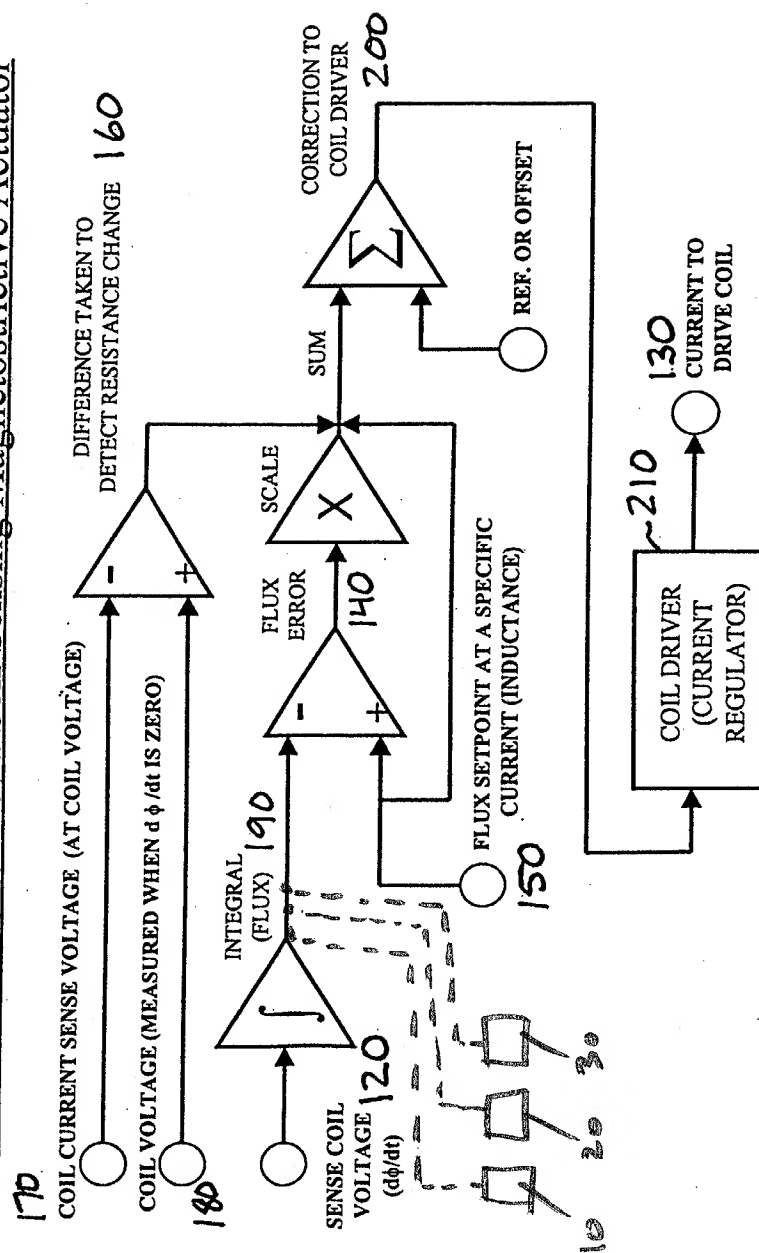 Sensing Magnetostrictive Actuator
170
COIL CURRENT SENSE VOLTAGE (AT COIL VOLTAGE)
COIL VOLTAGE (MEASURED WHEN d ϕ/dt IS ZERO)
180
DIFFERENCE TAKEN TO
DETECT RESISTANCE CHANGE 160
-
+
SENSE COIL
VOLTAGE 120
(dϕ/dt)
∫
INTEGRAL
(FLUX) 190
-
+
FLUX
ERROR
140
SCALE
X
SUM
Σ
CORRECTION TO
COIL DRIVER
200
REF. OR OFFSET
150
FLUX SETPOINT AT A SPECIFIC
CURRENT (INDUCTANCE)
10
20
30
COIL DRIVER
(CURRENT
REGULATOR)
~210
130
CURRENT TO
DRIVE COIL